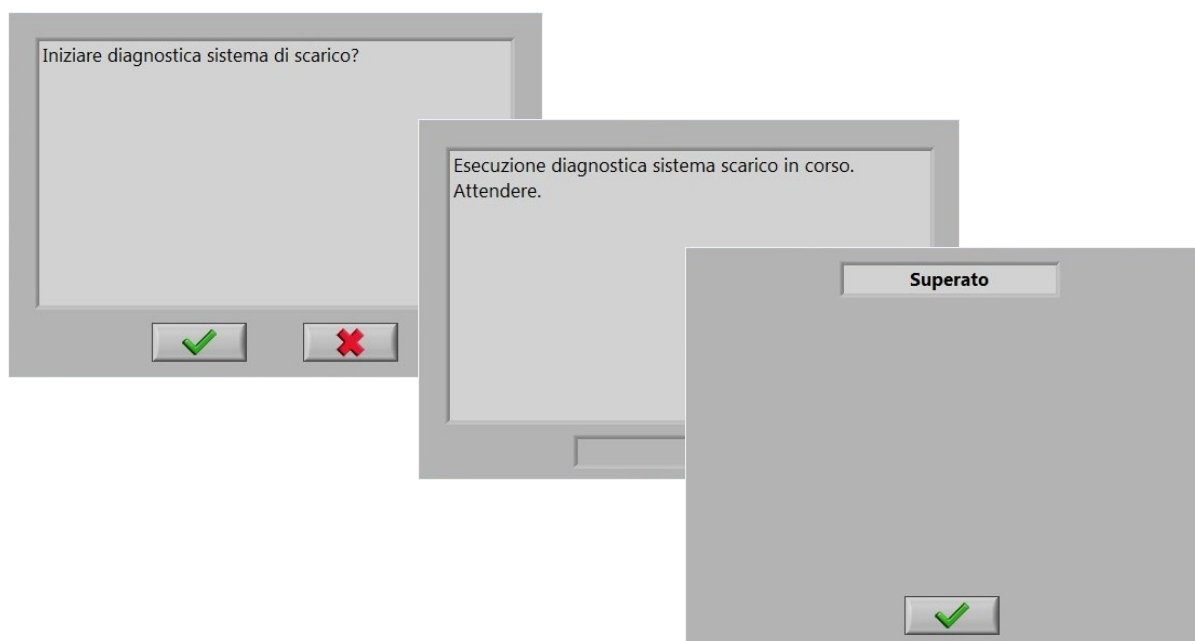 Iniziare diagnostica sistema di scarico?
Esecuzione diagnostica sistema scarico in corso.
Attendere.
Superato